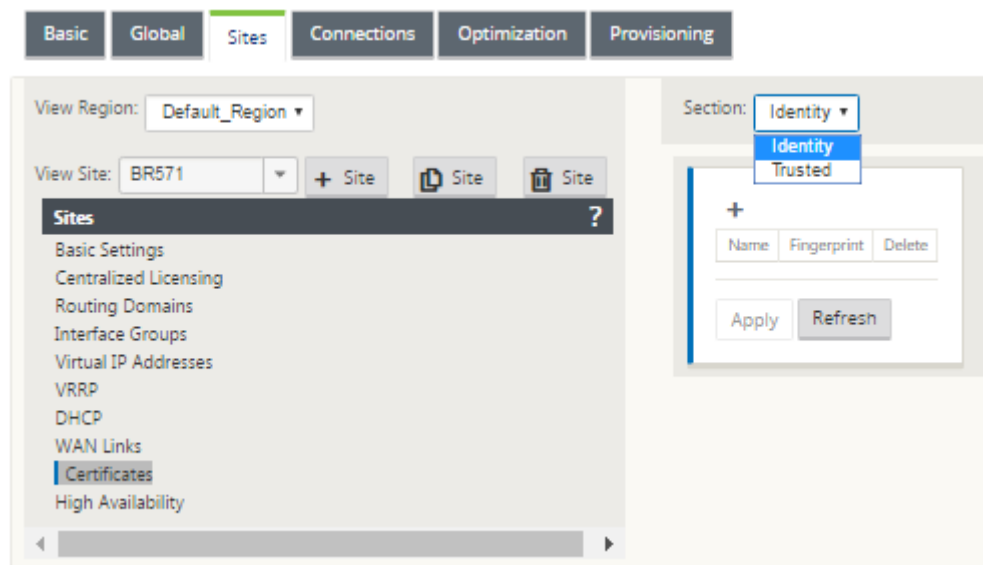 Basic Global Sites Connections Optimization Provisioning
View Region: Default_Region
Section: Identity
Identity
Trusted
View Site: BR571 + Site Site Site
Sites ?
Basic Settings
Centralized Licensing
Routing Domains
Interface Groups
Virtual IP Addresses
VRRP
DHCP
WAN Links
Certificates
High Availability
+
Name Fingerprint Delete
Apply Refresh